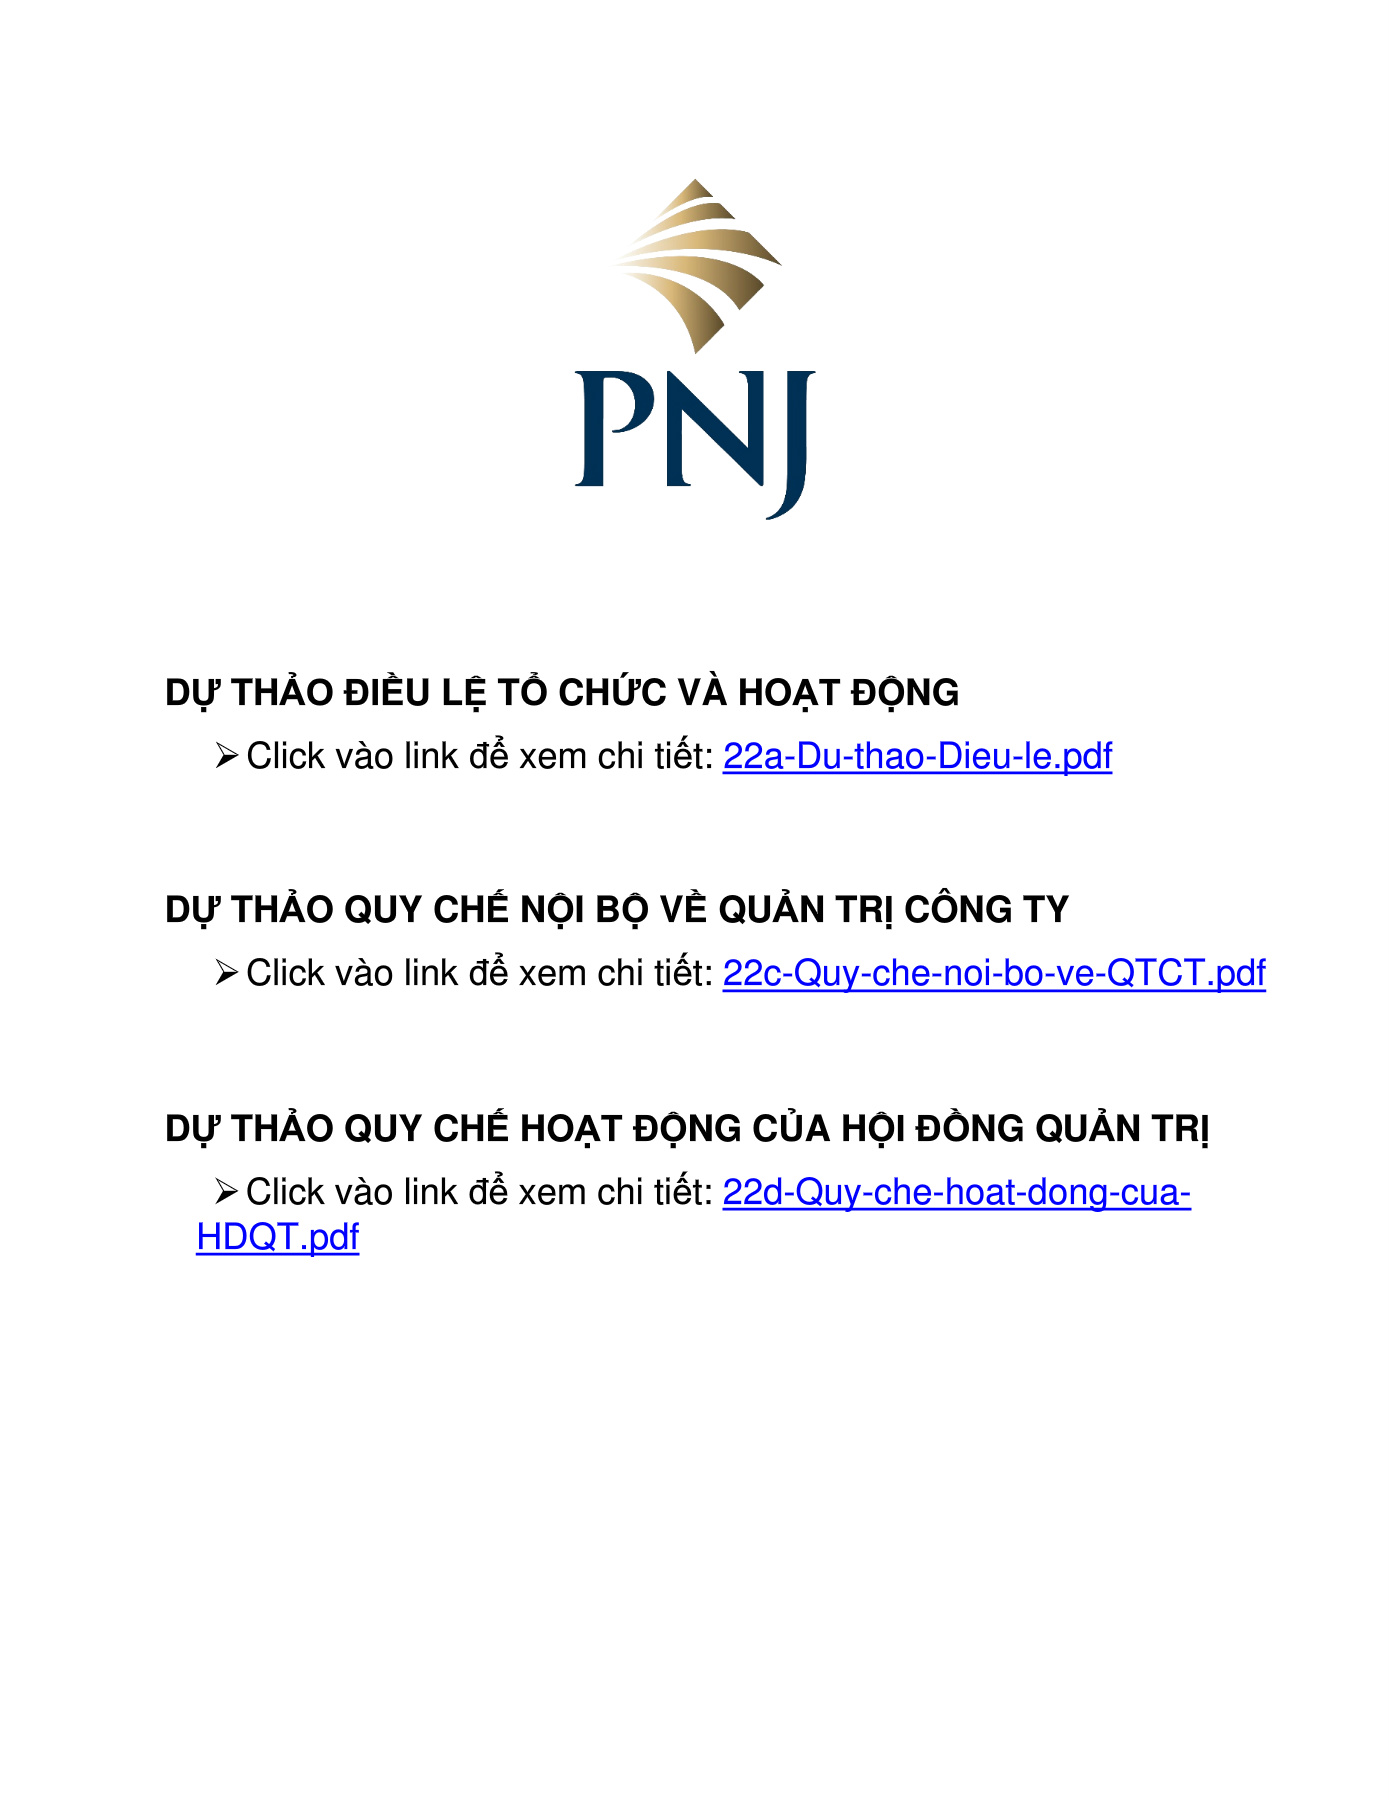 PNJ
DỰ THẢO ĐIỀU LỆ TỔ CHỨC VÀ HOẠT ĐỘNG
➢ Click vào link để xem chi tiết: 22a-Du-thao-Dieu-le.pdf
DỰ THẢO QUY CHẾ NỘI BỘ VỀ QUẢN TRỊ CÔNG TY
➢ Click vào link để xem chi tiết: 22c-Quy-che-noi-bo-ve-QTCT.pdf
DỰ THẢO QUY CHẾ HOẠT ĐỘNG CỦA HỘI ĐỒNG QUẢN TRỊ
➢ Click vào link để xem chi tiết: 22d-Quy-che-hoat-dong-cua-
HDQT.pdf